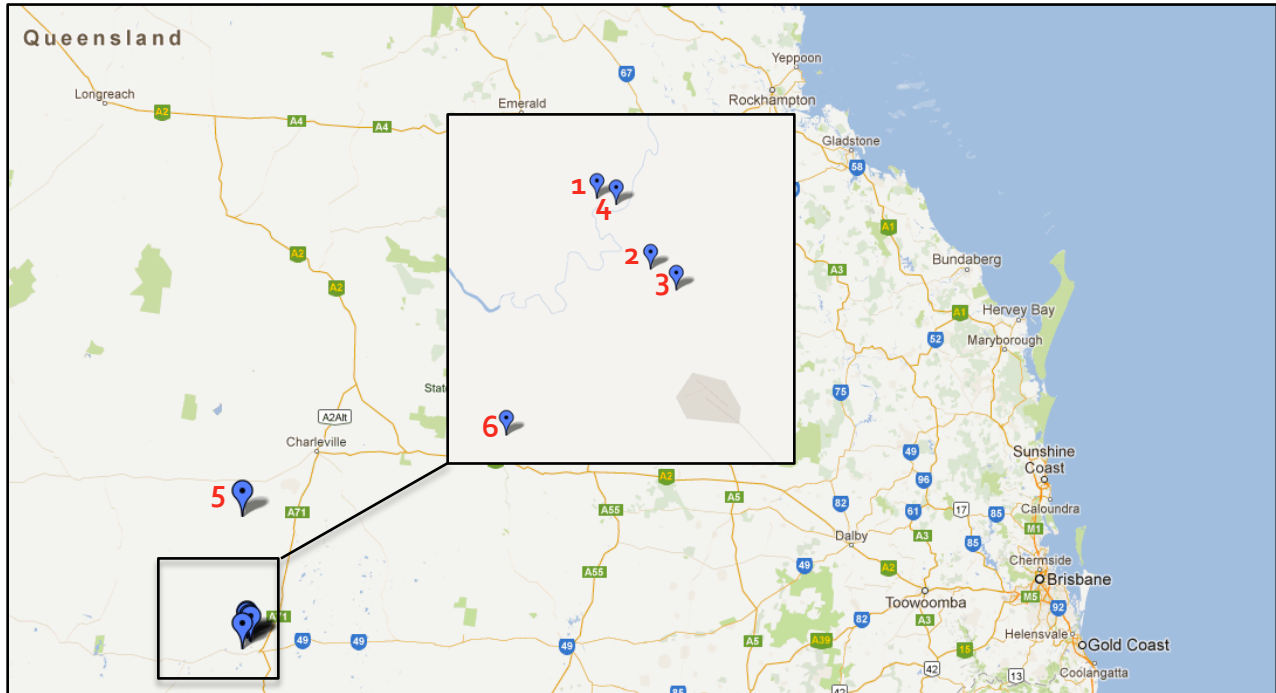 Queensland
Yeppoon
67
Longreach
Rockhampton
Emerald
A2
A4
A4
Gladstone
58
1
4
A1
A2
2
3
Bundaberg
A3
A2
Hervey Bay
A1
52
Maryborough
State
75
A2Alt
6
Charleville
49
Sunshine
Coast
A2
96
5
A5
82
17
85
Caloundra
A71
A55
61
M1
Dalby
A3
85
Chermside
49
A2
A55
Brisbane
Toowoomba
M5
92
A71
A3
82
49
49
49
A5
A39
15
Helensvale
Gold Coast
42
13
Coolangatta
85
42